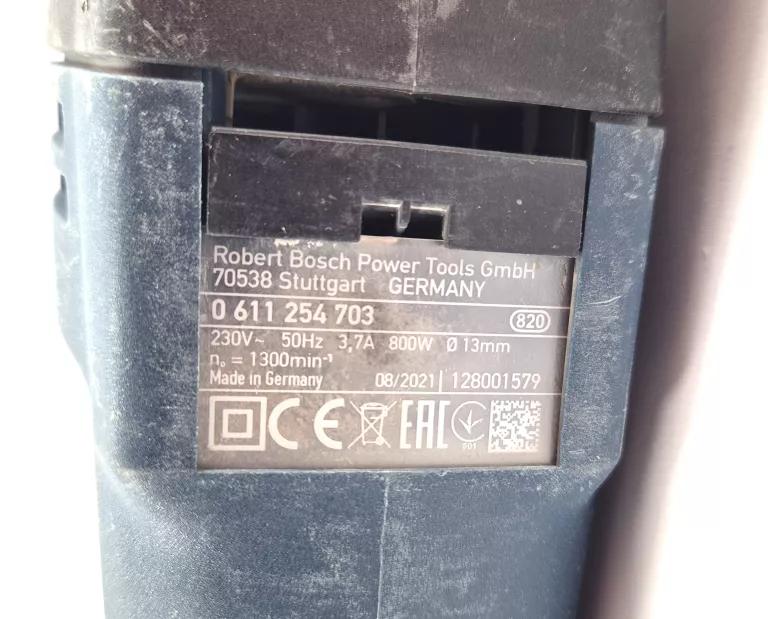 Robert Bosch Power Tools GmbH
70538 Stuttgart GERMANY
0 611 254 703 820
230V~ 50Hz 3,7A 800W Ø 13mm
n₀ = 1300min⁻¹
Made in Germany 08/2021 128001579
CE EAC
001